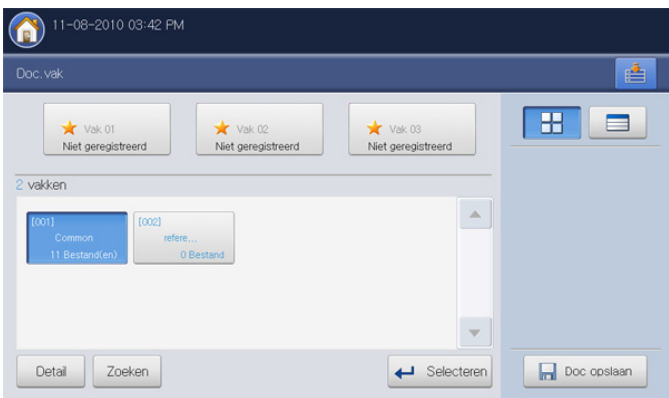 11-08-2010 03:42 PM
Doc.vak
Vak 01
Niet geregistreerd
Vak 02
Niet geregistreerd
Vak 03
Niet geregistreerd
2 vakken
[001]
Common
11 Bestand(en)
[002]
refere...
0 Bestand
Detail
Zoeken
Selecteren
Doc opslaan